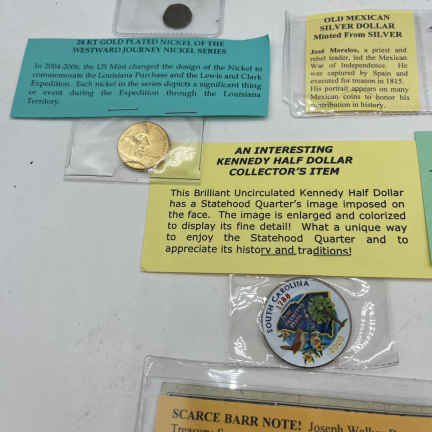 24 KT GOLD PLATED NICKEL OF THE
WESTWARD JOURNEY NICKEL SERIES
In 2004-2006, the US Mint changed the design of the Nickel to
commemorate the Louisiana Purchase and the Lewis and Clark
Expedition. Each nickel in the series depicts a significant thing
or event during the Expedition through the Louisiana
Territory.
OLD MEXICAN
SILVER DOLLAR
Minted From SILVER
José Morelos, a priest and
rebel leader, led the Mexican
War of Independence. He
was captured by Spain and
executed for treason in 1815.
His portrait appears on many
Mexican coins to honor his
contribution in history.
AN INTERESTING
KENNEDY HALF DOLLAR
COLLECTOR'S ITEM
This Brilliant Uncirculated Kennedy Half Dollar
has a Statehood Quarter's image imposed on
the face. The image is enlarged and colorized
to display its fine detail! What a unique way
to enjoy the Statehood Quarter and to
appreciate its history and traditions!
SOUTH CAROLINA
1788
SCARCE BARR NOTE! Joseph